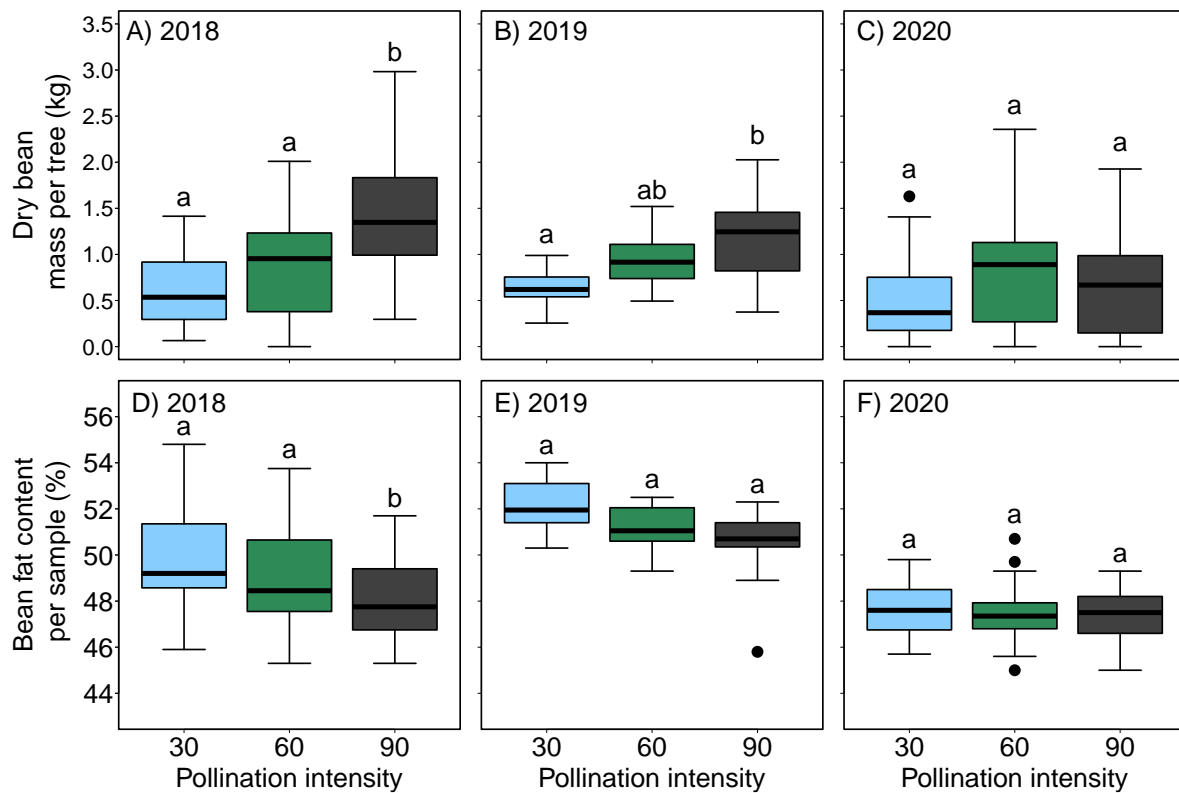 A) 2018
B) 2019
C) 2020
Dry bean
mass per tree (kg)
3.5
3.0
2.5
2.0
1.5
1.0
0.5
0.0
a
a
b
a
ab
b
a
a
a
D) 2018
E) 2019
F) 2020
Bean fat content
per sample (%)
56
54
52
50
48
46
44
a
a
b
a
a
a
a
a
a
30 60 90
30 60 90
30 60 90
Pollination intensity
Pollination intensity
Pollination intensity